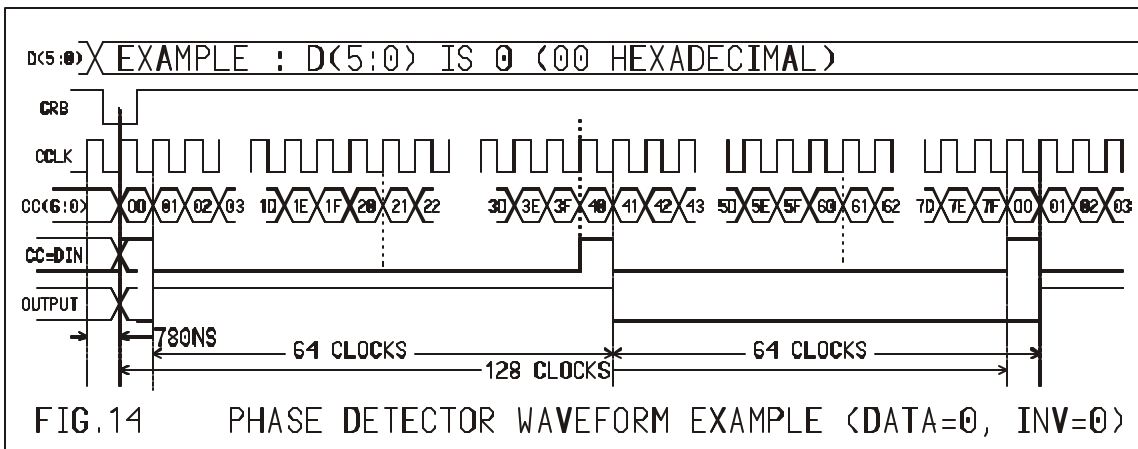 D(5:0) EXAMPLE : D(5:0) IS 0 (00 HEXADECIMAL)
CRB
CCLK
CC(6:0) 00 01 02 03 1D 1E 1F 20 21 22 3D 3E 3F 40 41 42 43 5D 5E 5F 60 61 62 7D 7E 7F 00 01 02 03
CC=DIN
OUTPUT
780NS
64 CLOCKS 64 CLOCKS
128 CLOCKS
FIG.14 PHASE DETECTOR WAVEFORM EXAMPLE (DATA=0, INV=0)